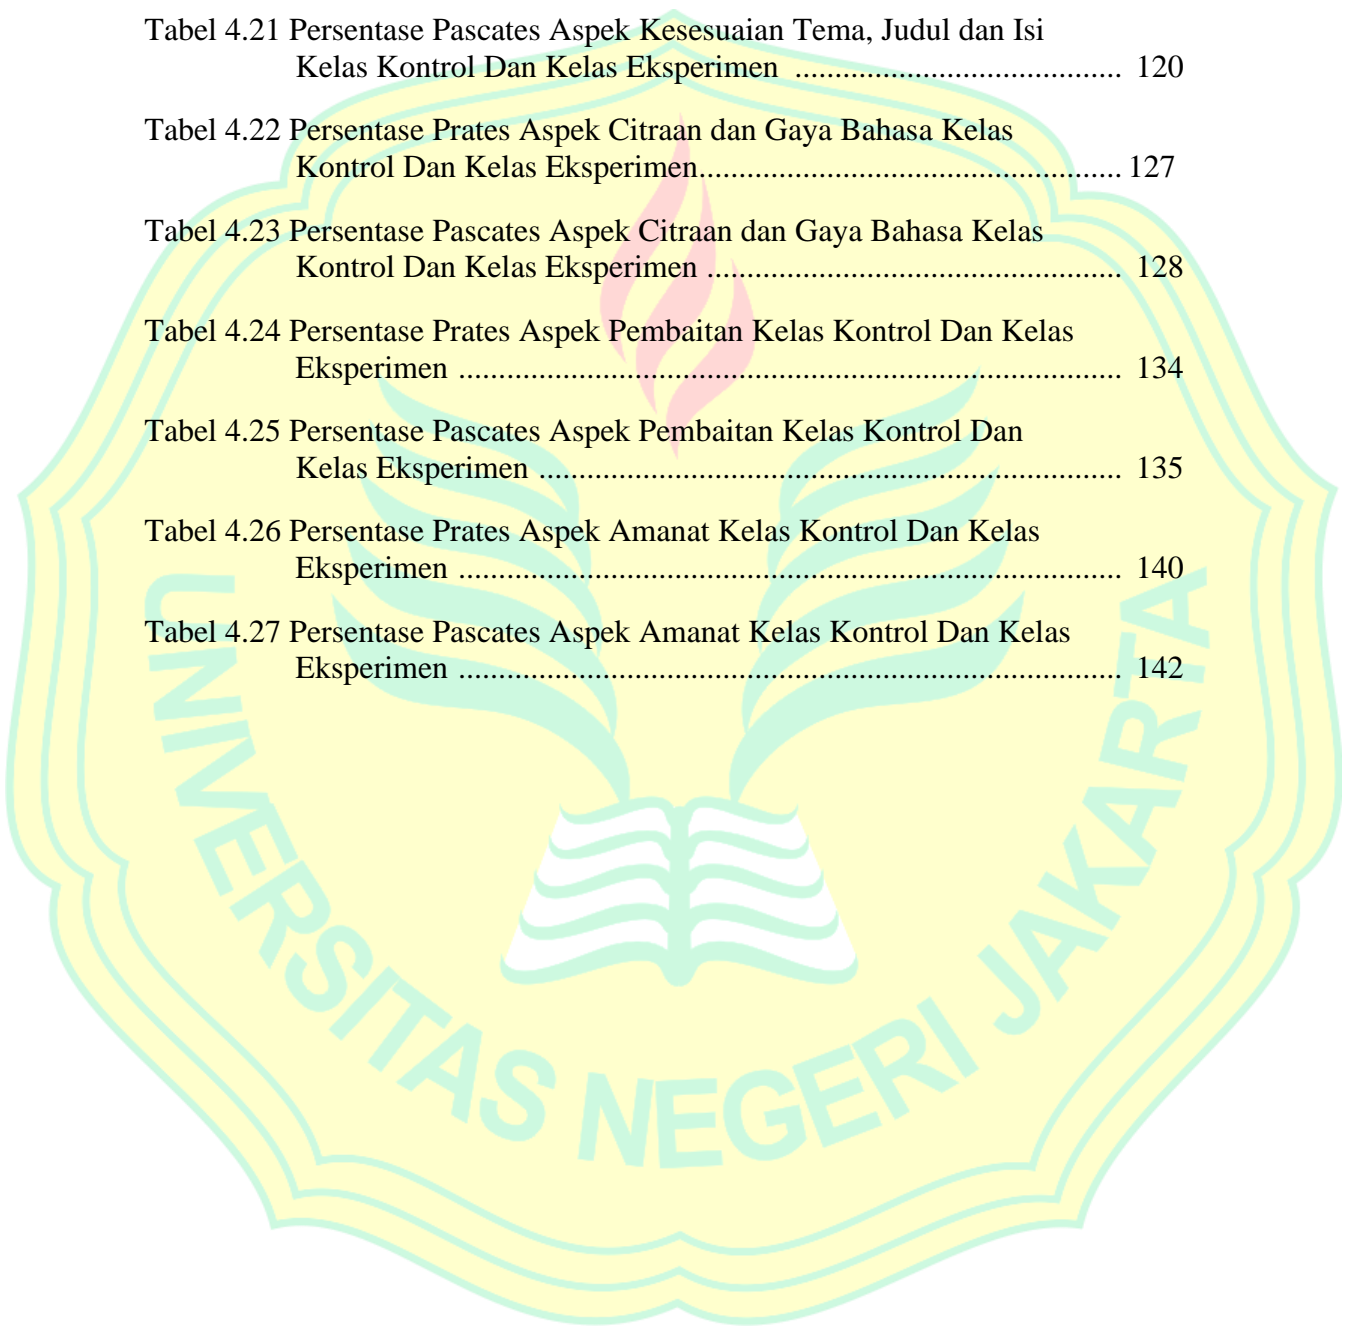 Tabel 4.21 Persentase Pascates Aspek Kesesuaian Tema, Judul dan Isi
Kelas Kontrol Dan Kelas Eksperimen ......................................... 120
Tabel 4.22 Persentase Prates Aspek Citraan dan Gaya Bahasa Kelas
Kontrol Dan Kelas Eksperimen..................................................... 127
Tabel 4.23 Persentase Pascates Aspek Citraan dan Gaya Bahasa Kelas
Kontrol Dan Kelas Eksperimen .................................................... 128
Tabel 4.24 Persentase Prates Aspek Pembaitan Kelas Kontrol Dan Kelas
Eksperimen ................................................................................... 134
Tabel 4.25 Persentase Pascates Aspek Pembaitan Kelas Kontrol Dan
Kelas Eksperimen ......................................................................... 135
Tabel 4.26 Persentase Prates Aspek Amanat Kelas Kontrol Dan Kelas
Eksperimen ................................................................................... 140
Tabel 4.27 Persentase Pascates Aspek Amanat Kelas Kontrol Dan Kelas
Eksperimen ................................................................................... 142
UNIVERSITAS NEGERI JAKARTA